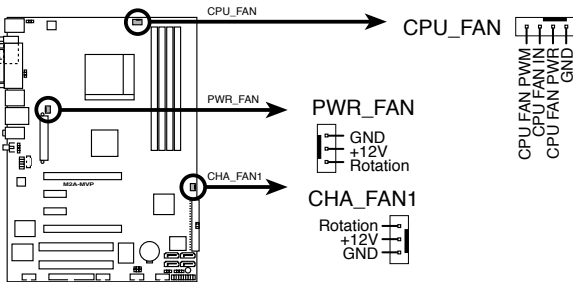 CPU_FAN
CPU_FAN
CPU FAN PWM
CPU FAN IN
CPU FAN PWR
GND
PWR_FAN
PWR_FAN
GND
+12V
Rotation
M2A-MVP
CHA_FAN1
CHA_FAN1
Rotation
+12V
GND